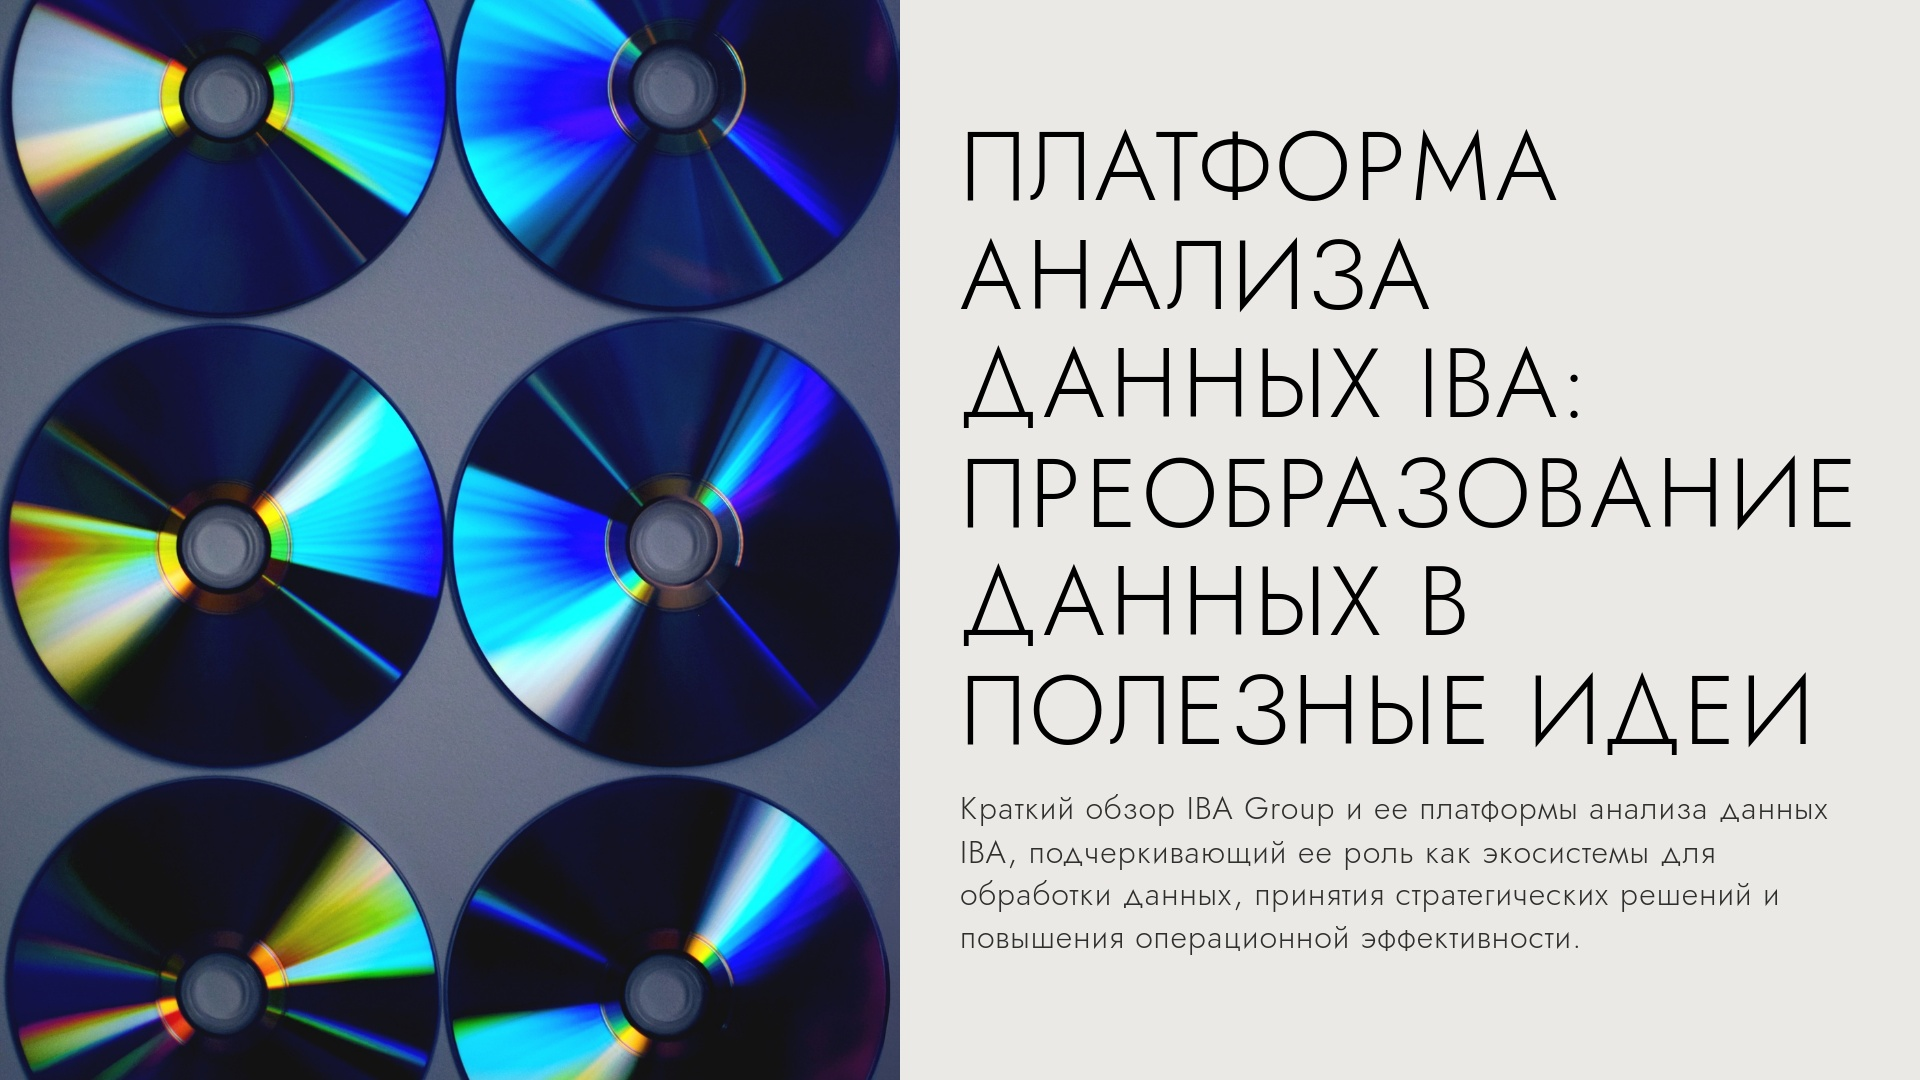 ПЛАТФОРМА
АНАЛИЗА
ДАННЫХ IBA:
ПРЕОБРАЗОВАНИЕ
ДАННЫХ В
ПОЛЕЗНЫЕ ИДЕИ
Краткий обзор IBA Group и ее платформы анализа данных
IBA, подчеркивающий ее роль как экосистемы для
обработки данных, принятия стратегических решений и
повышения операционной эффективности.